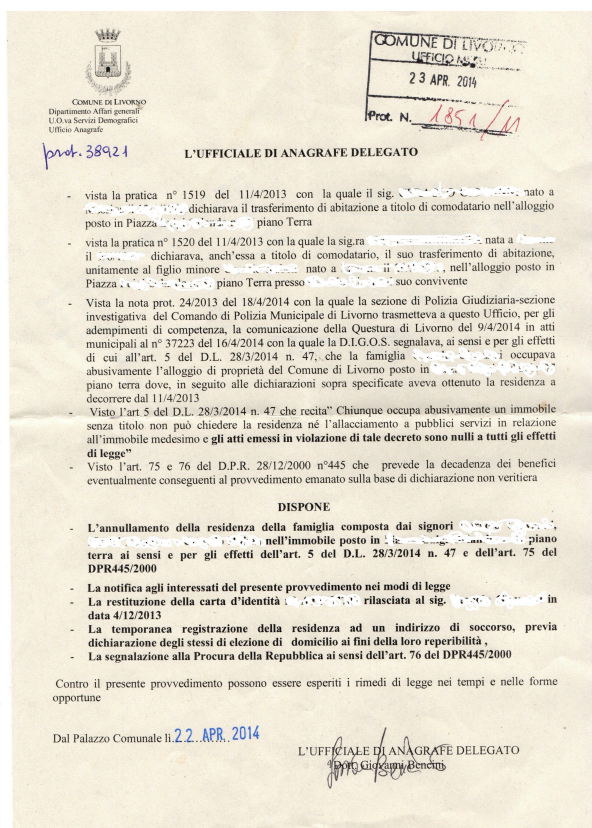 COMUNE DI LIVORNO
Dipartimento Affari generali
U.O.va Servizi Demografici
Ufficio Anagrafe
prot. 38921
COMUNE DI LIVORNO
UFFICIO
23 APR. 2014
Prot. N. 1851/11
L'UFFICIALE DI ANAGRAFE DELEGATO
- vista la pratica n° 1519 del 11/4/2013 con la quale il sig. nato a
dichiarava il trasferimento di abitazione a titolo di comodatario nell'alloggio
posto in Piazza piano Terra
- vista la pratica n° 1520 del 11/4/2013 con la quale la sig.ra nata a
il dichiarava, anch'essa a titolo di comodatario, il suo trasferimento di abitazione,
unitamente al figlio minore nato a , nell'alloggio posto in
Piazza piano Terra presso suo convivente
- Vista la nota prot. 24/2013 del 18/4/2014 con la quale la sezione di Polizia Giudiziaria-sezione
investigativa del Comando di Polizia Municipale di Livorno trasmetteva a questo Ufficio, per gli
adempimenti di competenza, la comunicazione della Questura di Livorno del 9/4/2014 in atti
municipali al n° 37223 del 16/4/2014 con la quale la D.I.G.O.S. segnalava, ai sensi e per gli effetti
di cui all'art. 5 del D.L. 28/3/2014 n. 47, che la famiglia occupava
abusivamente l'alloggio di proprietà del Comune di Livorno posto in
piano terra dove, in seguito alle dichiarazioni sopra specificate aveva ottenuto la residenza a
decorrere dall 11/4/2013
- Visto l'art 5 del D.L. 28/3/2014 n. 47 che recita" Chiunque occupa abusivamente un immobile
senza titolo non può chiedere la residenza né l'allacciamento a pubblici servizi in relazione
all'immobile medesimo e gli atti emessi in violazione di tale decreto sono nulli a tutti gli effetti
di legge"
- Visto l'art. 75 e 76 del D.P.R. 28/12/2000 n°445 che prevede la decadenza dei benefici
eventualmente conseguenti al provvedimento emanato sulla base di dichiarazione non veritiera
DISPONE
- L'annullamento della residenza della famiglia composta dai signori
nell'immobile posto in piano
terra ai sensi e per gli effetti dell'art. 5 del D.L. 28/3/2014 n. 47 e dell'art. 75 del
DPR445/2000
- La notifica agli interessati del presente provvedimento nei modi di legge
- La restituzione della carta d'identità rilasciata al sig. in
data 4/12/2013
- La temporanea registrazione della residenza ad un indirizzo di soccorso, previa
dichiarazione degli stessi di elezione di domicilio ai fini della loro reperibilità ,
- La segnalazione alla Procura della Repubblica ai sensi dell'art. 76 del DPR445/2000
Contro il presente provvedimento possono essere esperiti i rimedi di legge nei tempi e nelle forme
opportune
Dal Palazzo Comunale lì 22 APR. 2014
L'UFFICIALE DI ANAGRAFE DELEGATO
Dott. Giovanni Bencini